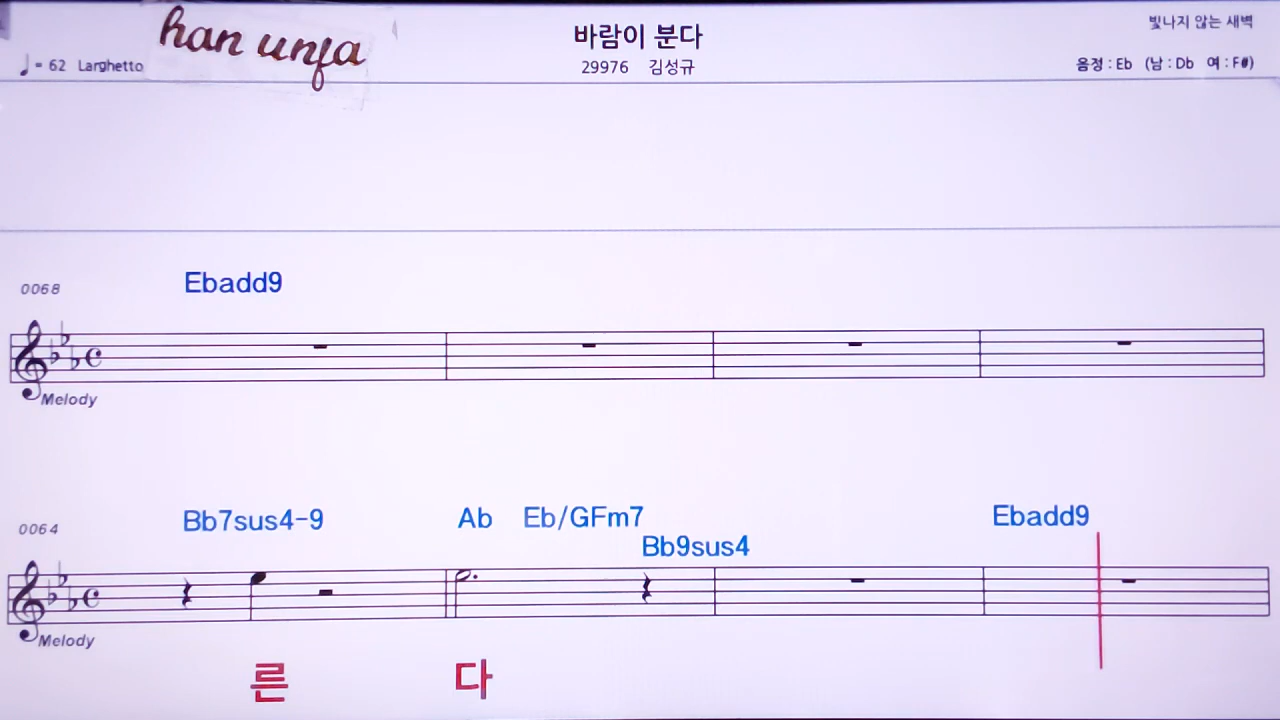 han unfa
바람이 분다
빛나지 않는 새벽
♩= 62 Larghetto
29976 김성규
음정 : Eb (남 : Db 여 : F#)
0068
Ebadd9
Melody
0064
Bb7sus4-9 Ab Eb/GFm7 Ebadd9
Bb9sus4
Melody
른 다